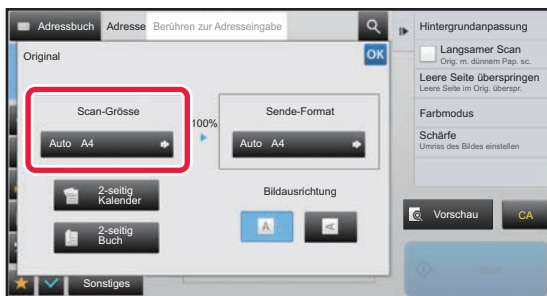 Adressbuch
Adresse
Berühren zur Adresseingabe
Original
OK
Scan-Grösse
Auto A4
100%
Sende-Format
Auto A4
2-seitig
Kalender
2-seitig
Buch
Bildausrichtung
A
A
Sonstiges
Hintergrundanpassung
Langsamer Scan
Orig. m. dünnem Pap. sc.
Leere Seite überspringen
Leere Seite im Orig. überspr.
Farbmodus
Schärfe
Umriss des Bildes einstellen
Vorschau
CA
Start